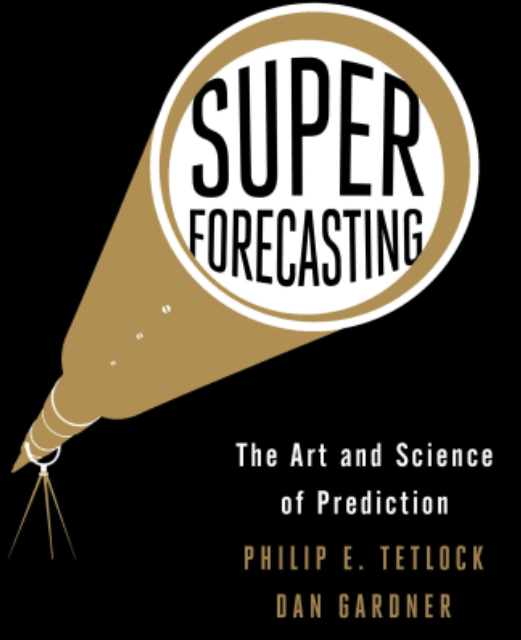 SUPER
FORECASTING
The Art and Science
of Prediction
PHILIP E. TETLOCK
DAN GARDNER